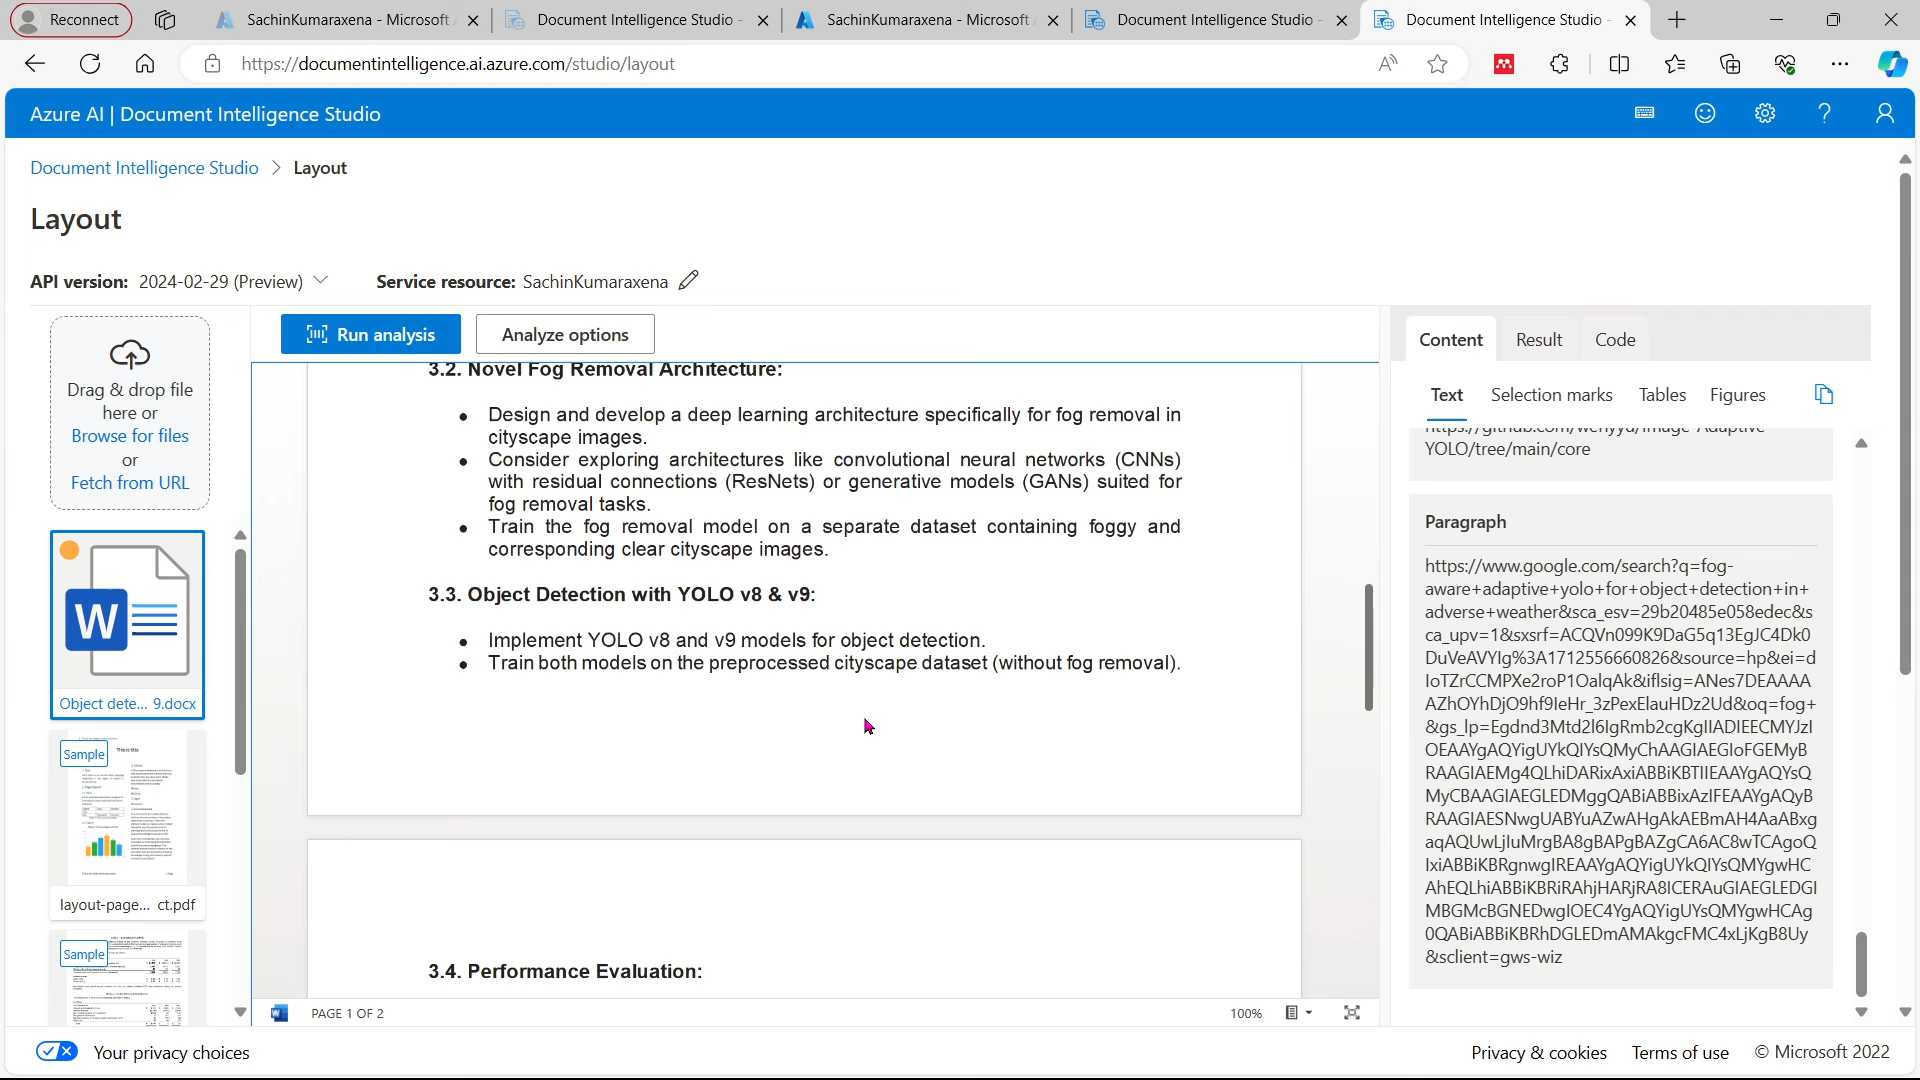 Reconnect
SachinKumaraxena - Microsoft
Document Intelligence Studio -
SachinKumaraxena - Microsoft
Document Intelligence Studio -
Document Intelligence Studio -
https://documentintelligence.ai.azure.com/studio/layout
Azure AI | Document Intelligence Studio
Document Intelligence Studio > Layout
Layout
API version: 2024-02-29 (Preview)
Service resource: SachinKumaraxena
Drag & drop file
here or
Browse for files
or
Fetch from URL
Object dete... 9.docx
Sample
This is title
layout-page... ct.pdf
Sample
Run analysis
Analyze options
3.2. Novel Fog Removal Architecture:
• Design and develop a deep learning architecture specifically for fog removal in
cityscape images.
• Consider exploring architectures like convolutional neural networks (CNNs)
with residual connections (ResNets) or generative models (GANs) suited for
fog removal tasks.
• Train the fog removal model on a separate dataset containing foggy and
corresponding clear cityscape images.
3.3. Object Detection with YOLO v8 & v9:
• Implement YOLO v8 and v9 models for object detection.
• Train both models on the preprocessed cityscape dataset (without fog removal).
3.4. Performance Evaluation:
PAGE 1 OF 2
100%
Content
Result
Code
Text
Selection marks
Tables
Figures
YOLO/tree/main/core
Paragraph
https://www.google.com/search?q=fog-
aware+adaptive+yolo+for+object+detection+in+
adverse+weather&sca_esv=29b20485e058edec&s
ca_upv=1&sxsrf=ACQVn099K9DaG5q13EgJC4Dk0
DuVeAVYIg%3A1712556660826&source=hp&ei=d
IoTZrCCMPXe2roP1OalqAk&iflsig=ANes7DEAAAA
AZhOYhDjO9hf9IeHr_3zPexElauHDz2Ud&oq=fog+
&gs_lp=Egdnd3Mtd2l6IgRmb2cgKgIIADIEECMYJzI
OEAAYgAQYigUYkQIYsQMyChAAGIAEGIoFGEMyB
RAAGIAEMg4QLhiDARixAxiABBiKBTIIEAAYgAQYsQ
MyCBAAGIAEGLEDMggQABiABBixAzIFEAAYgAQyB
RAAGIAESNwgUABYuAZwAHgAkAEBmAH4AaABxg
aqAQUwLjIuMrgBA8gBAPgBAZgCA6AC8wTCAgoQ
IxiABBiKBRgnwgIREAAYgAQYigUYkQIYsQMYgwHC
AhEQLhiABBiKBRiRAhjHARjRA8ICERAuGIAEGLEDGI
MBGMcBGNEDwgIOEC4YgAQYigUYsQMYgwHCAg
0QABiABBiKBRhDGLEDmAMAkgcFMC4xLjKgB8Uy
&sclient=gws-wiz
Your privacy choices
Privacy & cookies
Terms of use
© Microsoft 2022